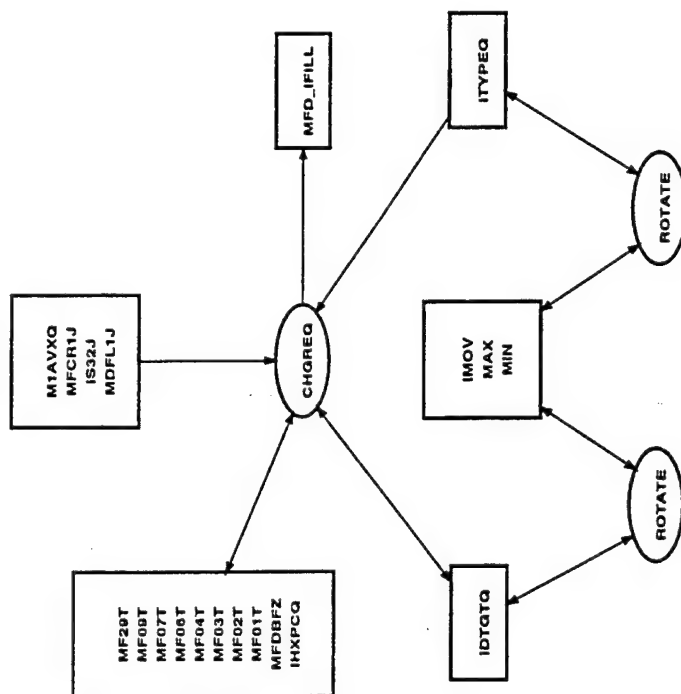 M1AVXQ
MFCR1J
IS32J
MDFL1J
MFD_IFILL
MF29T
MF09T
MF07T
MF06T
MF04T
MF03T
MF02T
MF01T
MFDBFZ
IHXPCQ
CHGREQ
ITYPEQ
IDTGTQ
IMOV
MAX
MIN
ROTATE
ROTATE